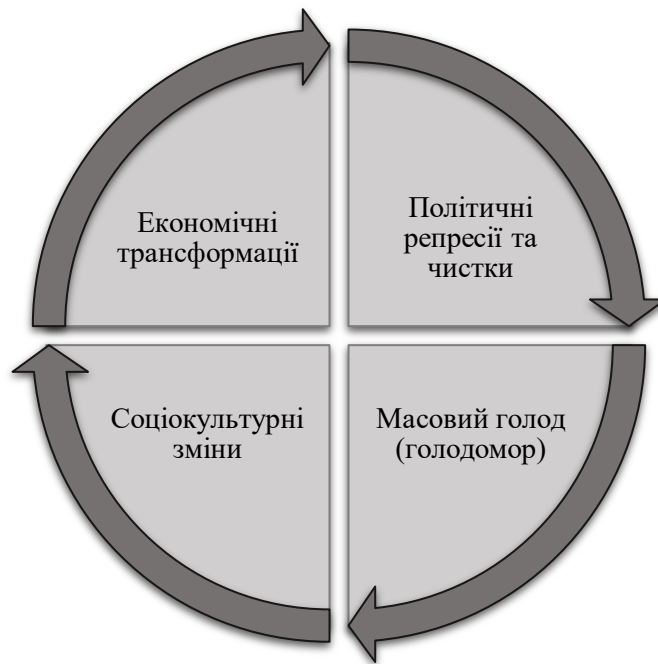 Економічні
трансформації
Політичні
репресії та
чистки
Соціокультурні
зміни
Масовий голод
(голодомор)